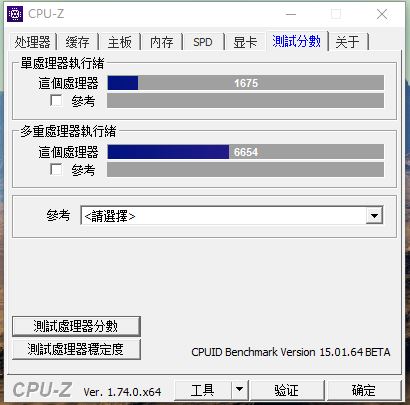 CPU-Z
处理器 缓存 主板 内存 SPD 显卡 測試分數 关于
單處理器執行緒
這個處理器 1675
參考
多重處理器執行緒
這個處理器 6654
參考
參考 <請選擇>
測試處理器分數
測試處理器穩定度
CPUID Benchmark Version 15.01.64 BETA
CPU-Z Ver. 1.74.0.x64 工具 验证 确定